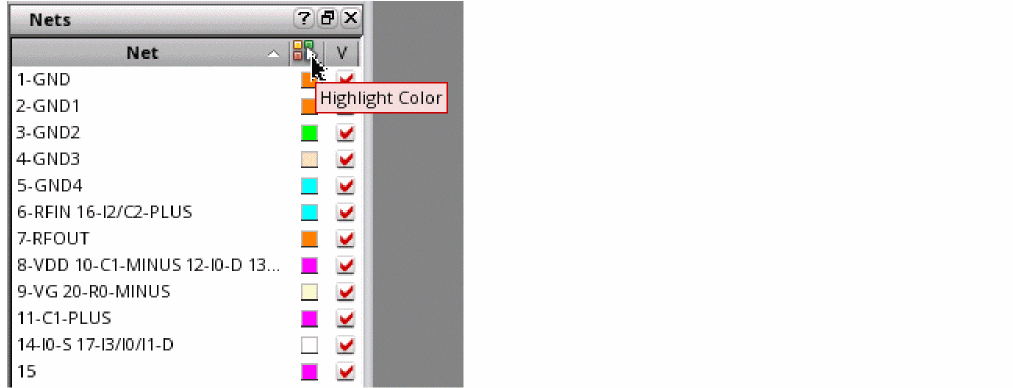 Nets
Net V
1-GND
Highlight Color
2-GND1
3-GND2
4-GND3
5-GND4
6-RFIN 16-I2/C2-PLUS
7-RFOUT
8-VDD 10-C1-MINUS 12-I0-D 13...
9-VG 20-R0-MINUS
11-C1-PLUS
14-I0-S 17-I3/I0/I1-D
15